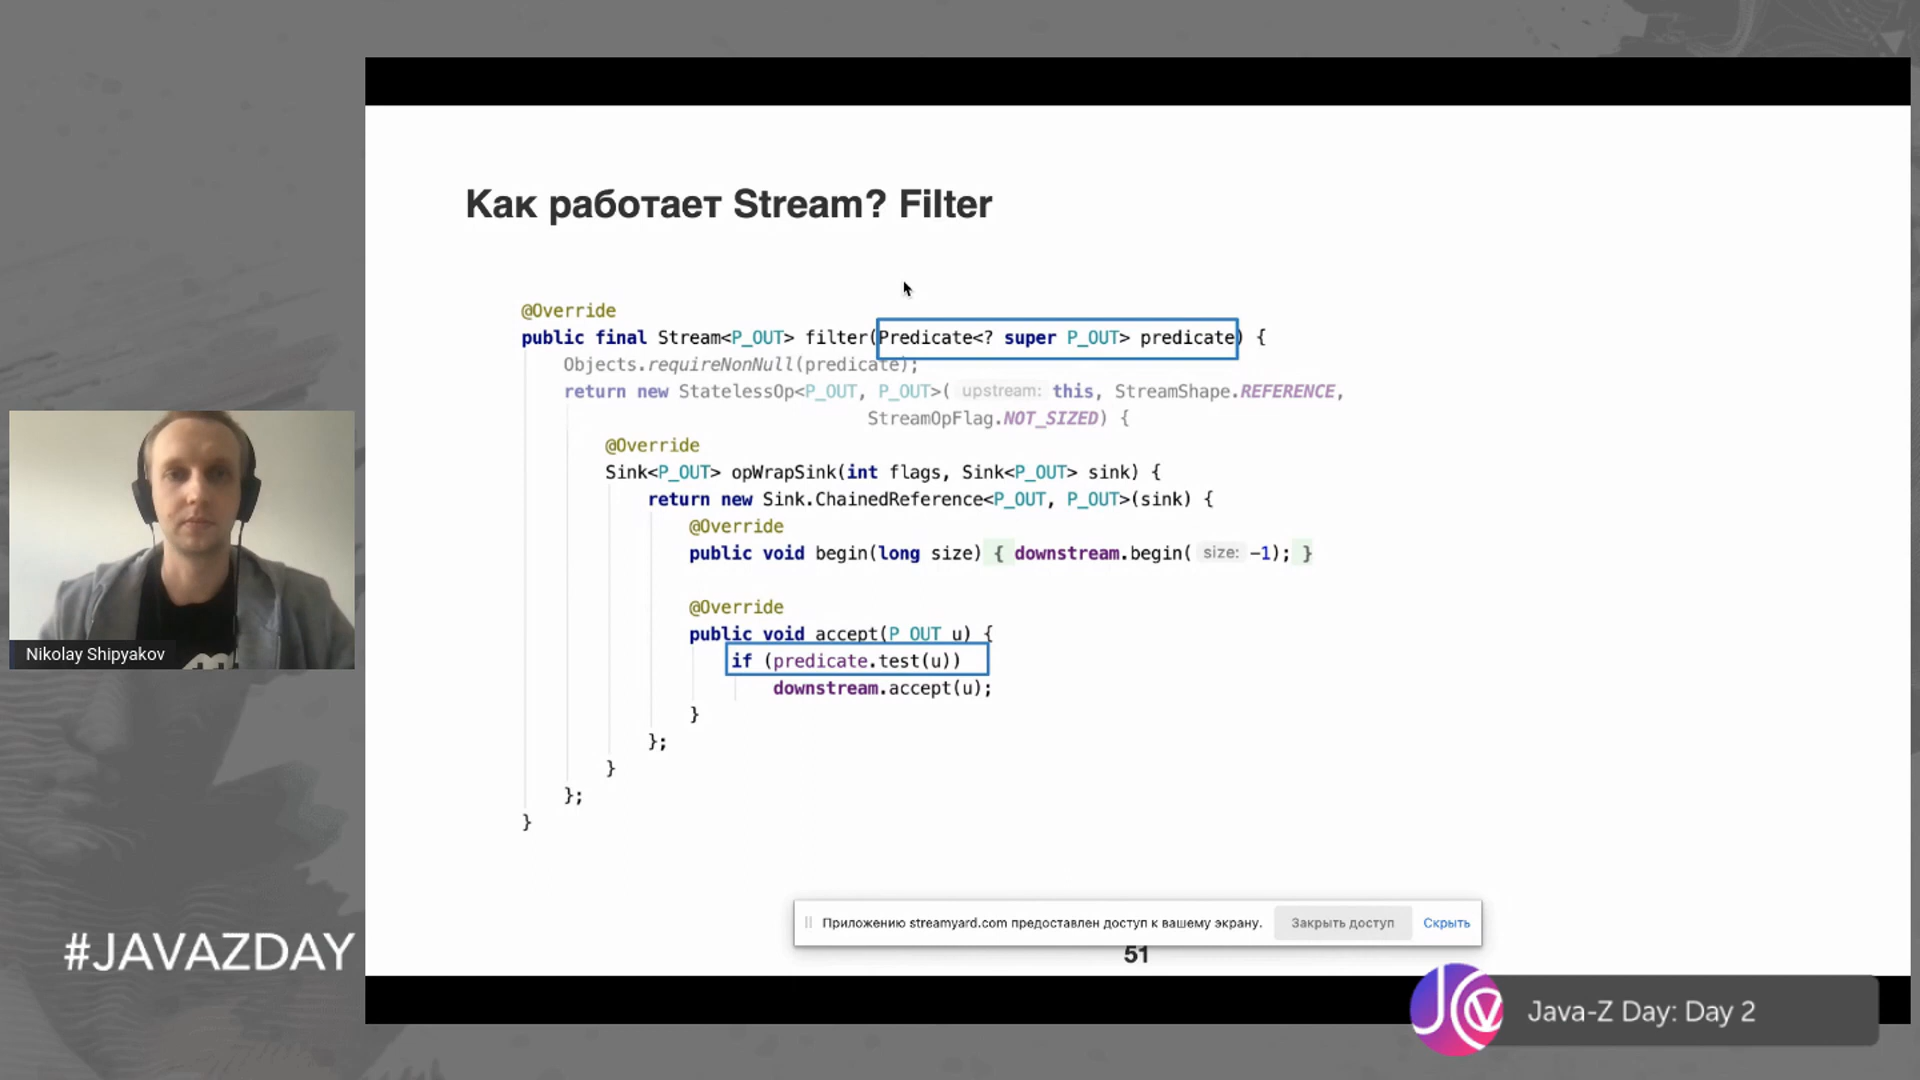 Как работает Stream? Filter
@Override
public final Stream<P_OUT> filter(Predicate<? super P_OUT> predicate) {
Objects.requireNonNull(predicate);
return new StatelessOp<P_OUT, P_OUT>( upstream: this, StreamShape.REFERENCE,
StreamOpFlag.NOT_SIZED) {
@Override
Sink<P_OUT> opWrapSink(int flags, Sink<P_OUT> sink) {
return new Sink.ChainedReference<P_OUT, P_OUT>(sink) {
@Override
public void begin(long size) { downstream.begin( size: -1); }
@Override
public void accept(P_OUT u) {
if (predicate.test(u))
downstream.accept(u);
}
};
}
};
}
Nikolay Shipyakov
Приложению streamyard.com предоставлен доступ к вашему экрану. Закрыть доступ Скрыть
51
#JAVAZDAY
Java-Z Day: Day 2